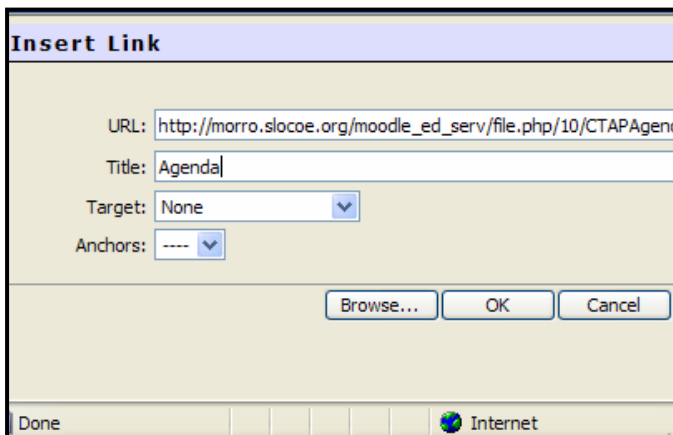 Insert Link
URL: http://morro.slocoe.org/moodle_ed_serv/file.php/10/CTAPAgend
Title: Agenda
Target: None
Anchors: ----
Browse... OK Cancel
Done Internet